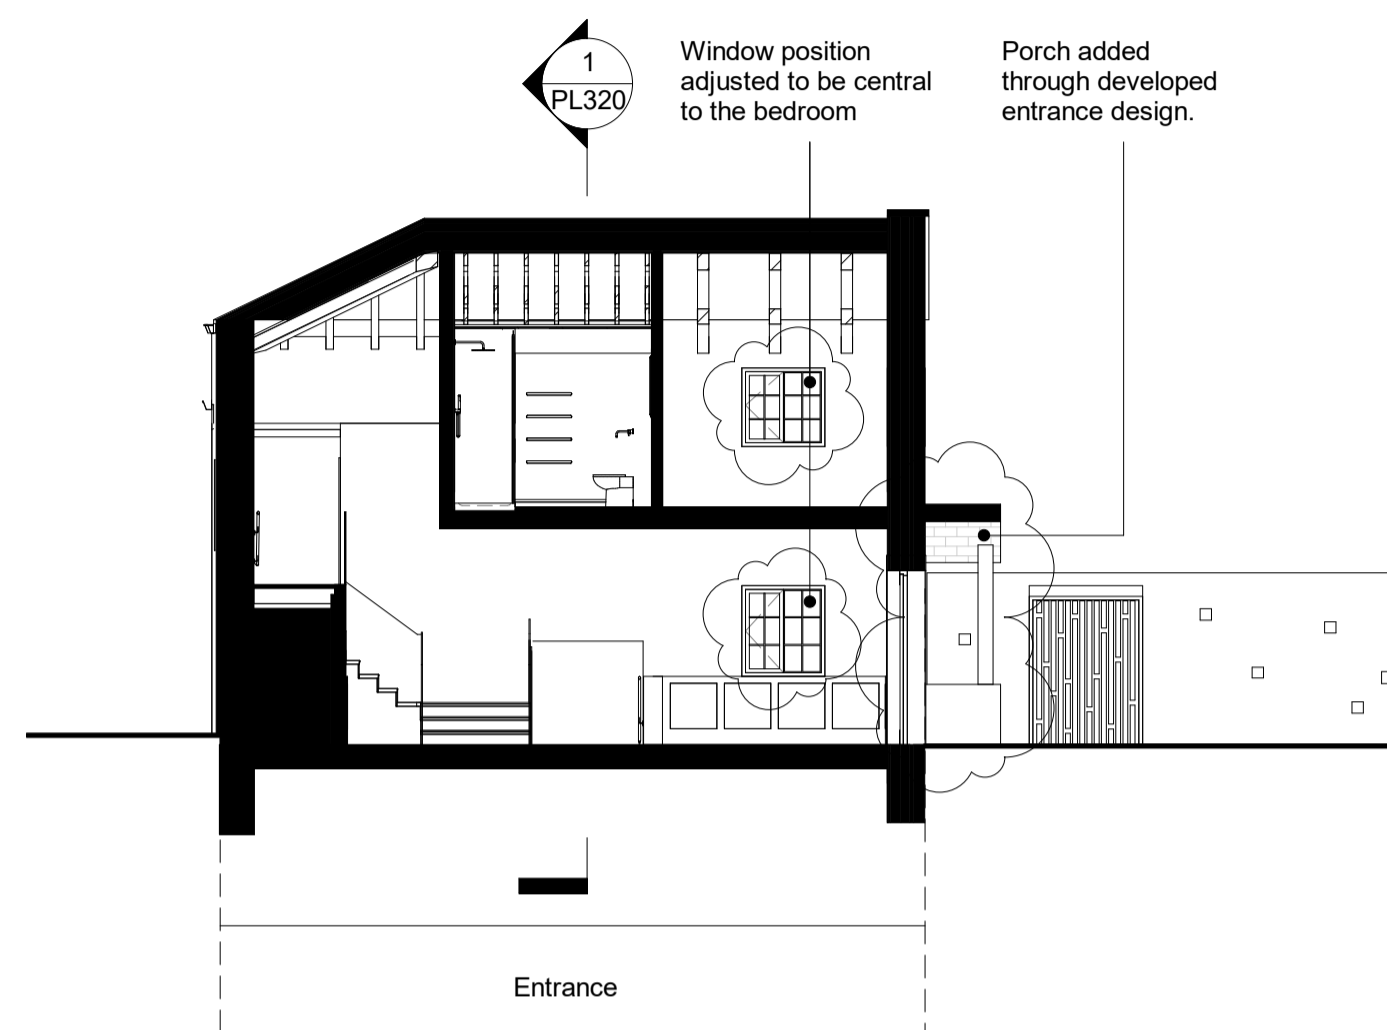 1
PL320
Window position
adjusted to be central
to the bedroom
Porch added
through developed
entrance design.
Entrance